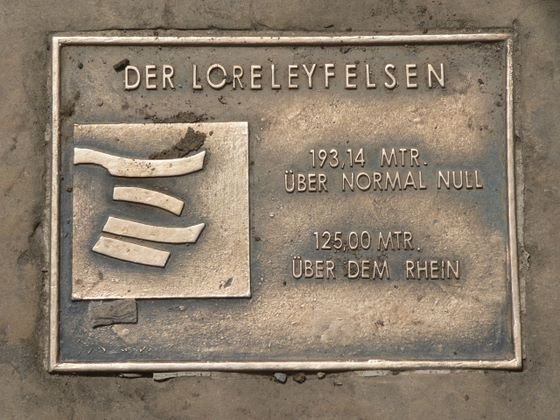 DER LORELEYFELSEN
193,14 MTR.
ÜBER NORMAL NULL
125,00 MTR.
ÜBER DEM RHEIN